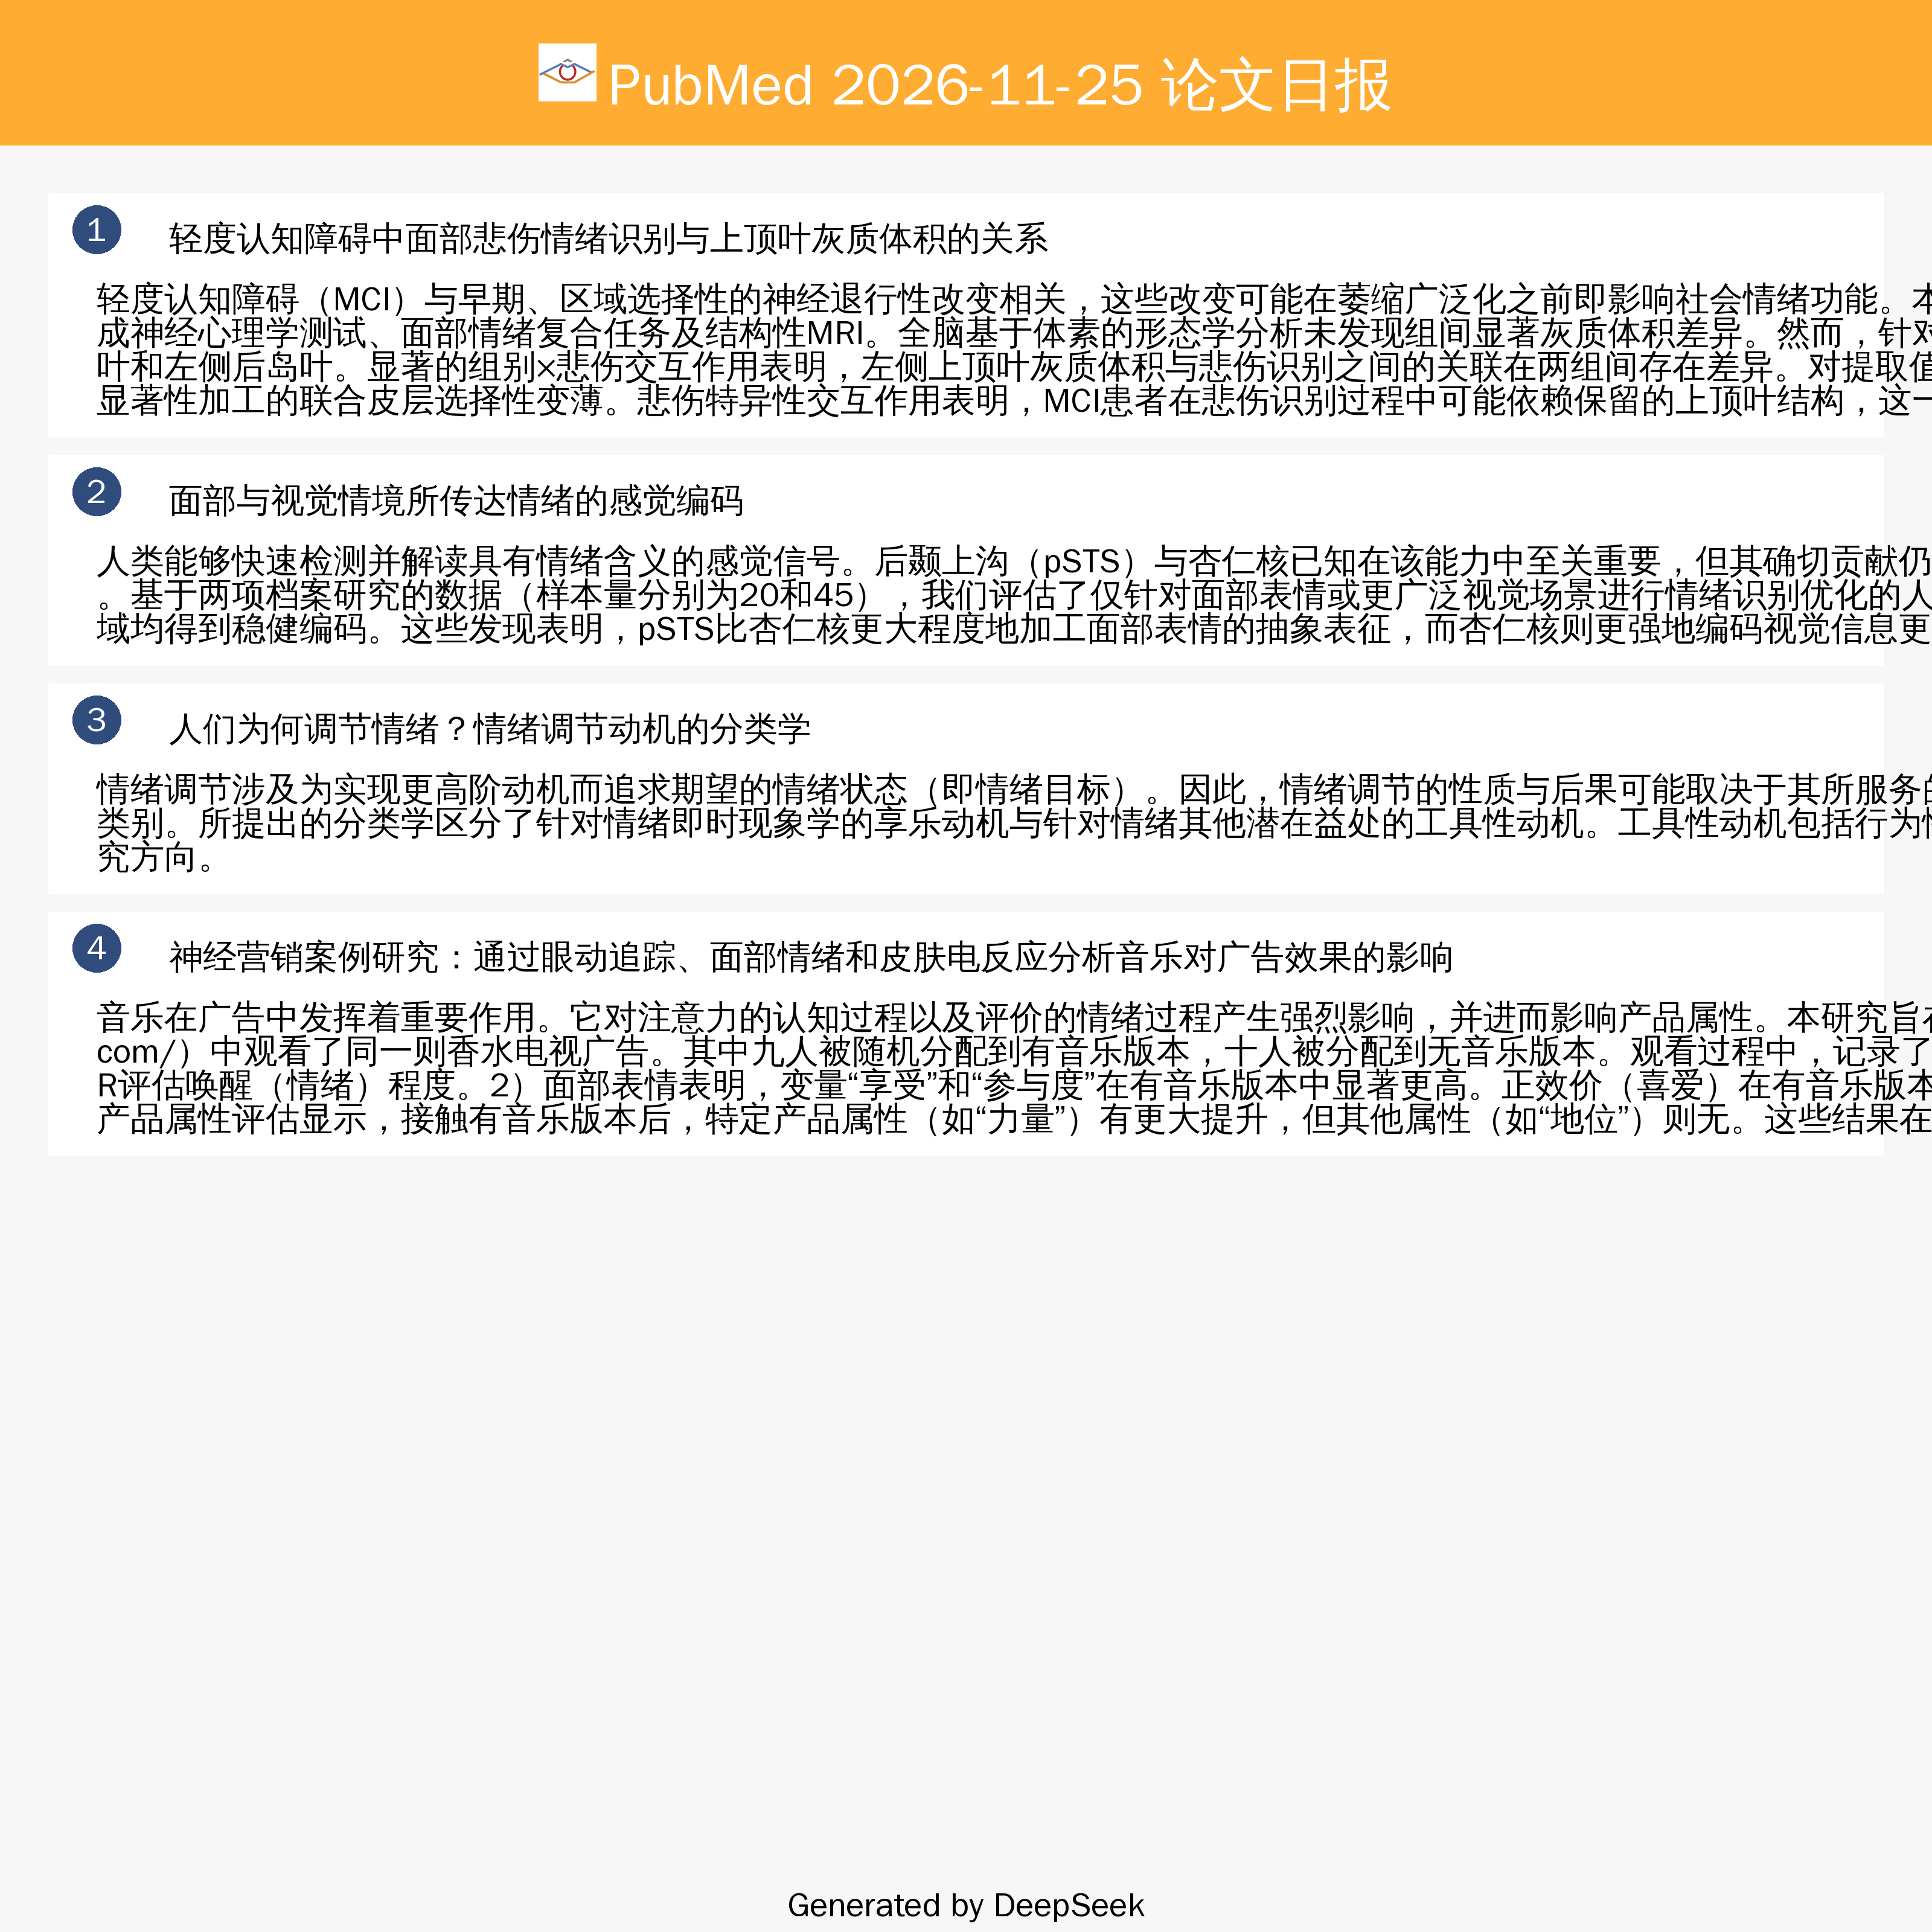 PubMed 2026-11-25 论文日报
1
轻度认知障碍中面部悲伤情绪识别与上顶叶灰质体积的关系
轻度认知障碍（MCI）与早期、区域选择性的神经退行性改变相关，这些改变可能在萎缩广泛化之前即影响社会情绪功能。本
成神经心理学测试、面部情绪复合任务及结构性MRI。全脑基于体素的形态学分析未发现组间显著灰质体积差异。然而，针对
叶和左侧后岛叶。显著的组别×悲伤交互作用表明，左侧上顶叶灰质体积与悲伤识别之间的关联在两组间存在差异。对提取值
显著性加工的联合皮层选择性变薄。悲伤特异性交互作用表明，MCI患者在悲伤识别过程中可能依赖保留的上顶叶结构，这一
2
面部与视觉情境所传达情绪的感觉编码
人类能够快速检测并解读具有情绪含义的感觉信号。后颞上沟（pSTS）与杏仁核已知在该能力中至关重要，但其确切贡献仍
。基于两项档案研究的数据（样本量分别为20和45），我们评估了仅针对面部表情或更广泛视觉场景进行情绪识别优化的人
域均得到稳健编码。这些发现表明，pSTS比杏仁核更大程度地加工面部表情的抽象表征，而杏仁核则更强地编码视觉信息更
3
人们为何调节情绪？情绪调节动机的分类学
情绪调节涉及为实现更高阶动机而追求期望的情绪状态（即情绪目标）。因此，情绪调节的性质与后果可能取决于其所服务的
类别。所提出的分类学区分了针对情绪即时现象学的享乐动机与针对情绪其他潜在益处的工具性动机。工具性动机包括行为性
究方向。
4
神经营销案例研究：通过眼动追踪、面部情绪和皮肤电反应分析音乐对广告效果的影响
音乐在广告中发挥着重要作用。它对注意力的认知过程以及评价的情绪过程产生强烈影响，并进而影响产品属性。本研究旨在
com/）中观看了同一则香水电视广告。其中九人被随机分配到有音乐版本，十人被分配到无音乐版本。观看过程中，记录了
R评估唤醒（情绪）程度。2）面部表情表明，变量“享受”和“参与度”在有音乐版本中显著更高。正效价（喜爱）在有音乐版本
产品属性评估显示，接触有音乐版本后，特定产品属性（如“力量”）有更大提升，但其他属性（如“地位”）则无。这些结果在
Generated by DeepSeek